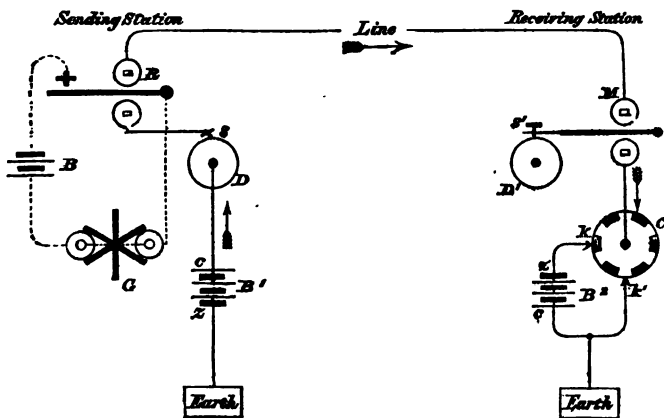 Sending Station
Line
Receiving Station
R
M
S
S'
B
D
D'
C
k
G
c
B'
z
z
B²
k'
c
Earth
Earth